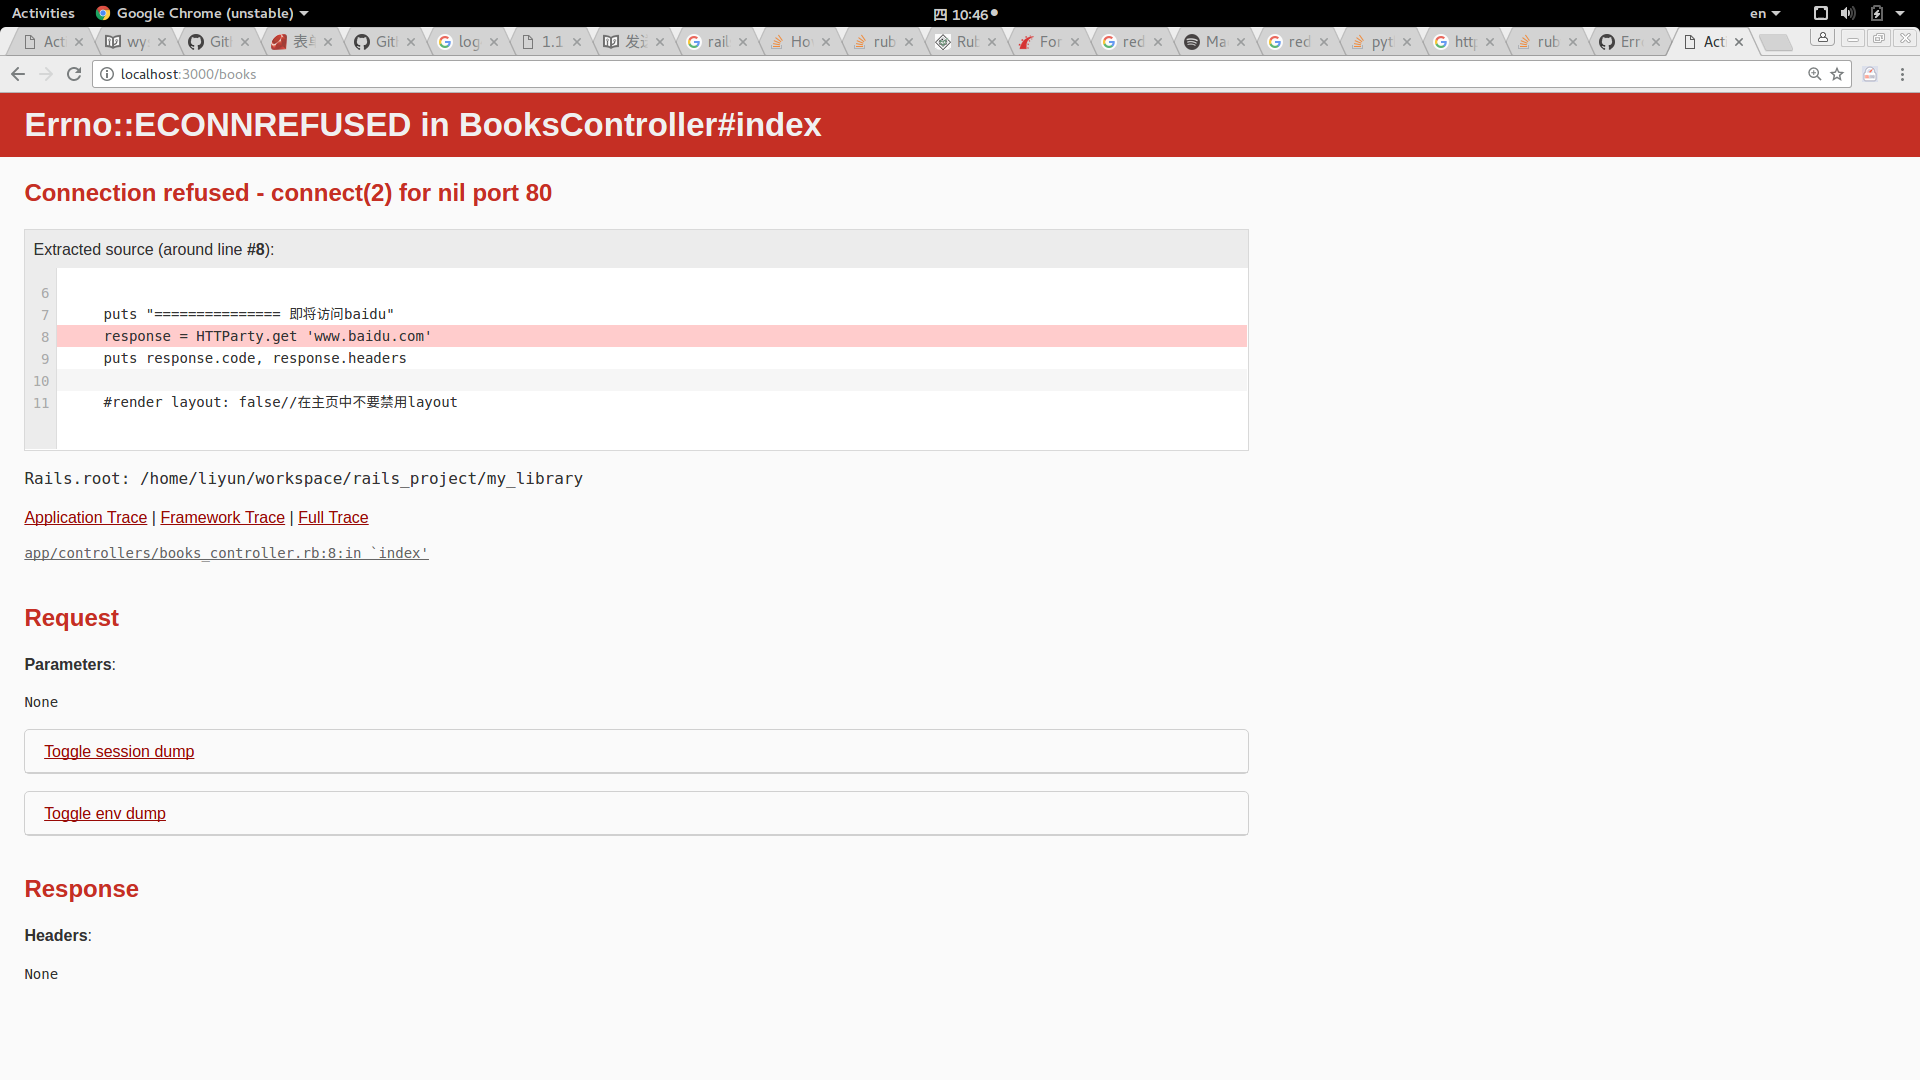 Activities Google Chrome (unstable) 四 10:46 en
Act wy Gitl 表单 Gitl log 1.1 rail Ho rub Rub For red Ma red pyt http rub Err Act
localhost:3000/books
Errno::ECONNREFUSED in BooksController#index
Connection refused - connect(2) for nil port 80
Extracted source (around line #8):
6
7 puts "=============== 即将访问baidu"
8 response = HTTParty.get 'www.baidu.com'
9 puts response.code, response.headers
10
11 #render layout: false//在主页中不要禁用layout
Rails.root: /home/liyun/workspace/rails_project/my_library
Application Trace | Framework Trace | Full Trace
app/controllers/books_controller.rb:8:in `index'
Request
Parameters:
None
Toggle session dump
Toggle env dump
Response
Headers:
None